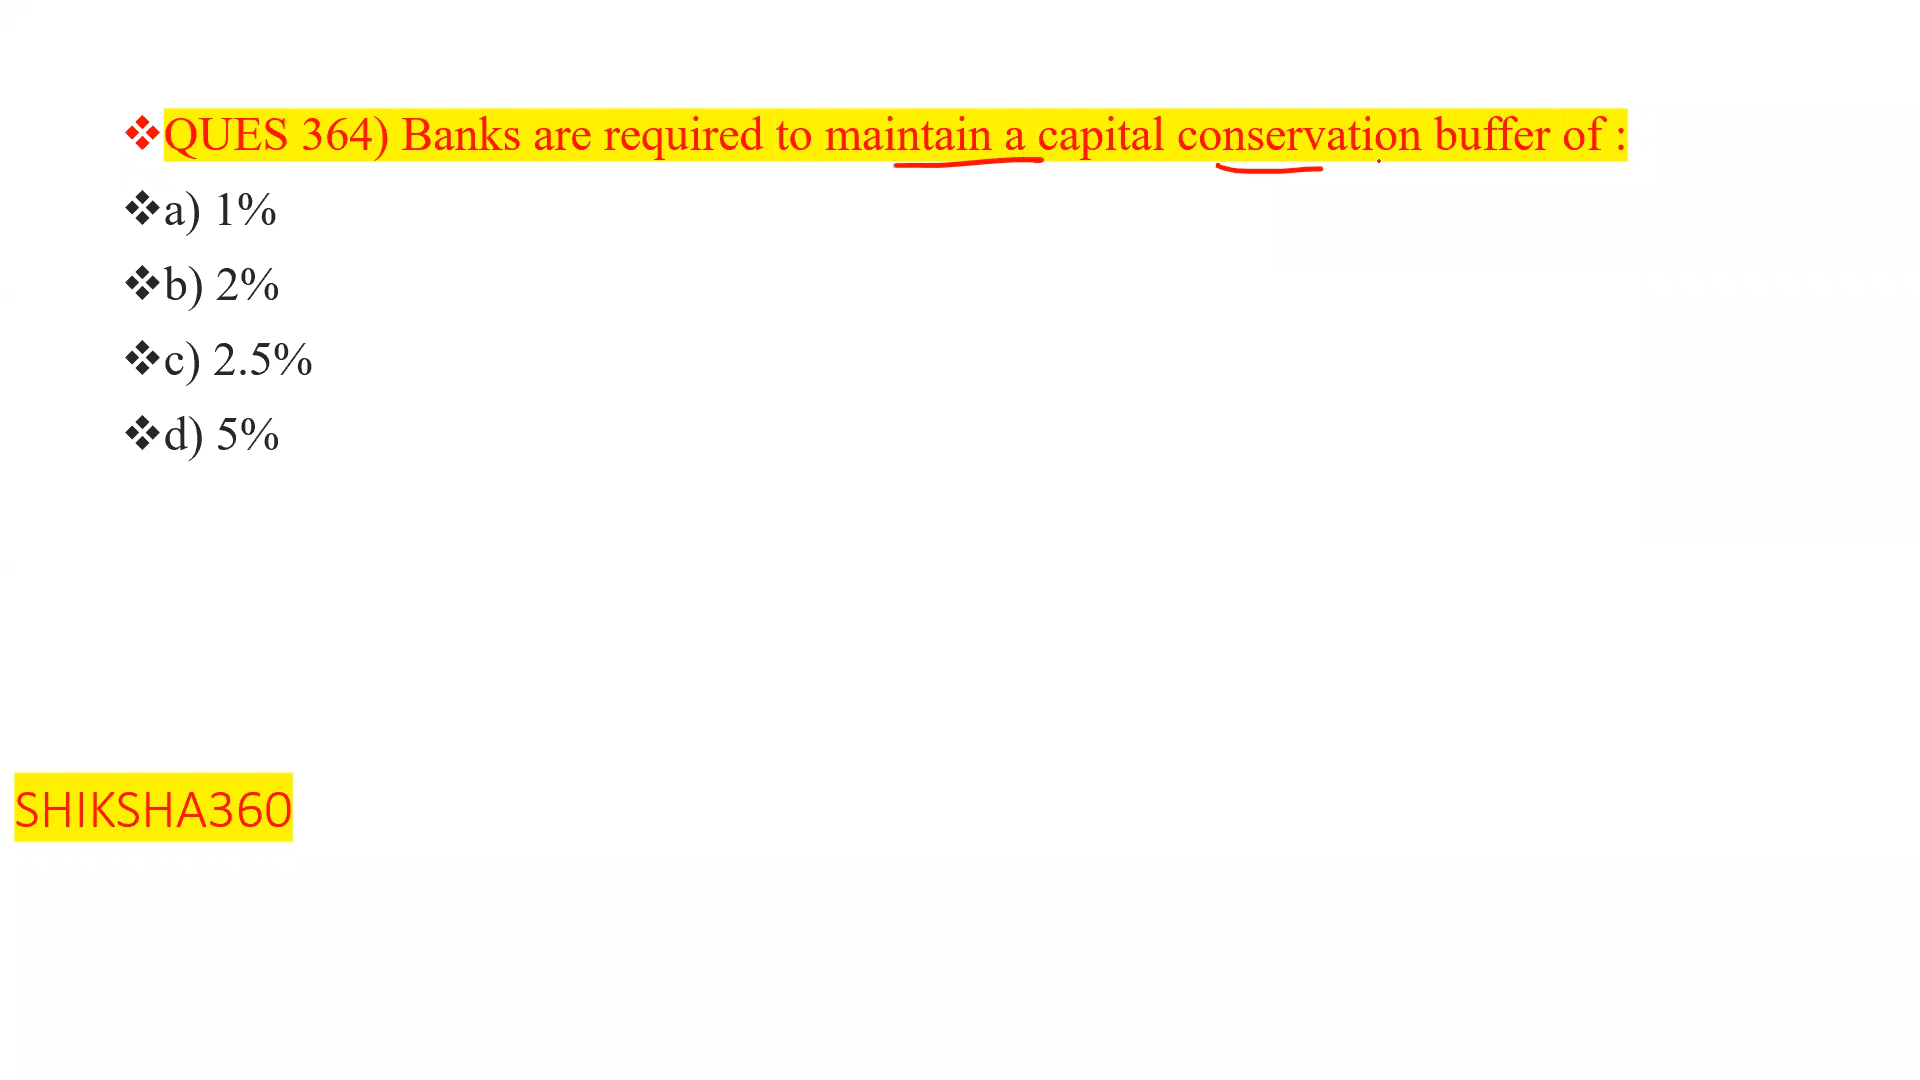 ❖QUES 364) Banks are required to maintain a capital conservation buffer of :
❖a) 1%
❖b) 2%
❖c) 2.5%
❖d) 5%
SHIKSHA360